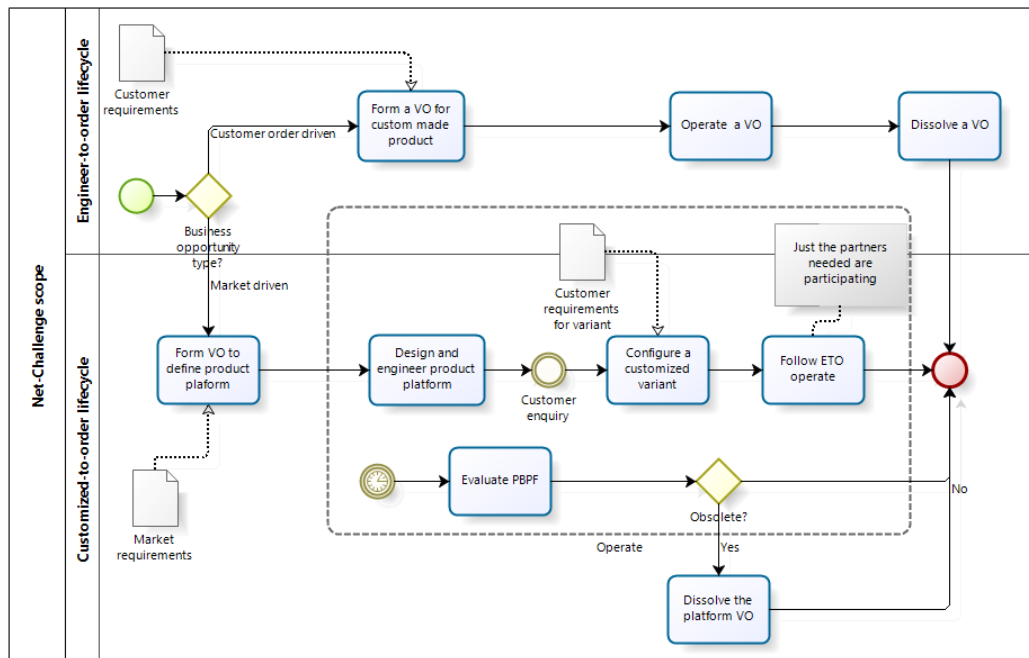 Net-Challenge scope
Engineer-to-order lifecycle
Customer
requirements
Form a VO for
custom made
product
Operate  a VO
Dissolve a VO
Customer order driven
Business
opportunity
type?
Just the partners
needed are
participating
Customized-to-order lifecycle
Market driven
Customer
requirements
for variant
Form VO to
define product
plaform
Design and
engineer product
platform
Customer
enquiry
Configure a
customized
variant
Follow ETO
operate
Evaluate PBPF
Obsolete?
No
Market
requirements
Operate
Yes
Dissolve the
platform VO